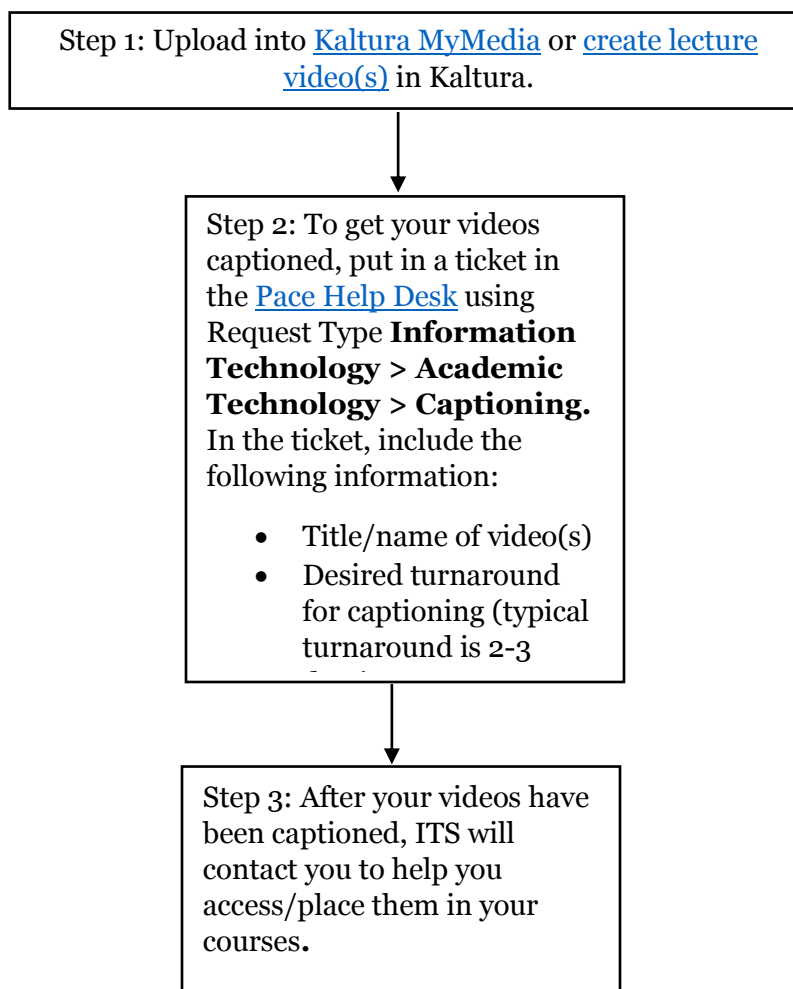 Step 1: Upload into Kaltura MyMedia or create lecture
video(s) in Kaltura.
Step 2: To get your videos
captioned, put in a ticket in
the Pace Help Desk using
Request Type Information
Technology > Academic
Technology > Captioning.
In the ticket, include the
following information:
• Title/name of video(s)
• Desired turnaround
for captioning (typical
turnaround is 2-3
Step 3: After your videos have
been captioned, ITS will
contact you to help you
access/place them in your
courses.